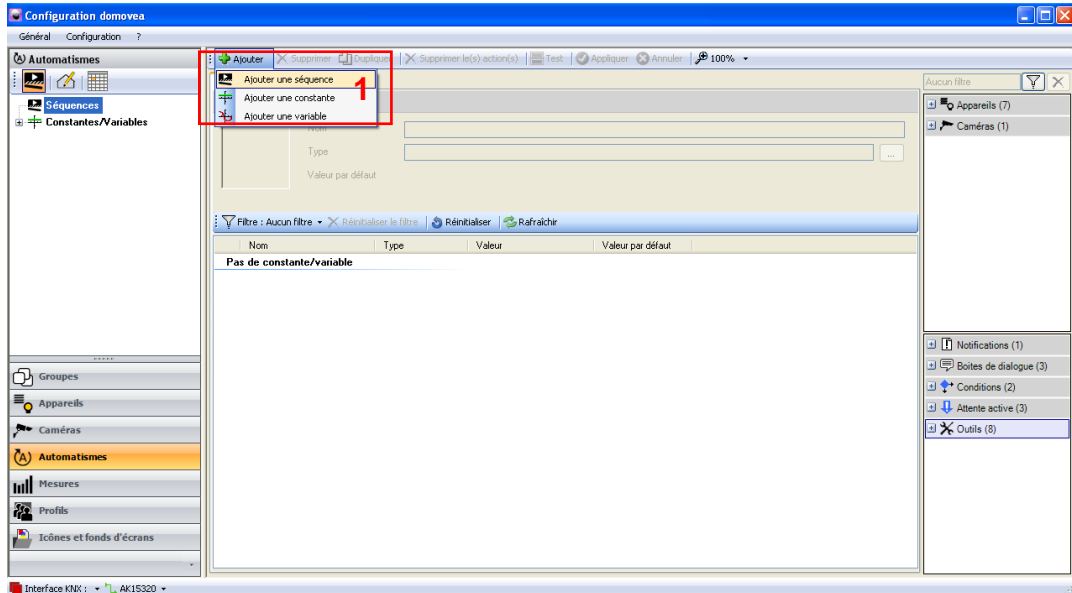 Configuration domovea
Général Configuration ?
Automatismes
Ajouter Supprimer Dupliquer Supprimer le(s) action(s) Test Appliquer Annuler 100%
Ajouter une séquence
Ajouter une constante
Ajouter une variable
1
Séquences
Constantes/Variables
Nom
Type
...
Valeur par défaut
Aucun filtre
Appareils (7)
Caméras (1)
Filtre : Aucun filtre Réinitialiser le filtre Réinitialiser Rafraîchir
Nom Type Valeur Valeur par défaut
Pas de constante/variable
Notifications (1)
Boites de dialogue (3)
Conditions (2)
Attente active (3)
Outils (8)
Groupes
Appareils
Caméras
Automatismes
Mesures
Profils
Icônes et fonds d'écrans
Interface KNX : AK15320